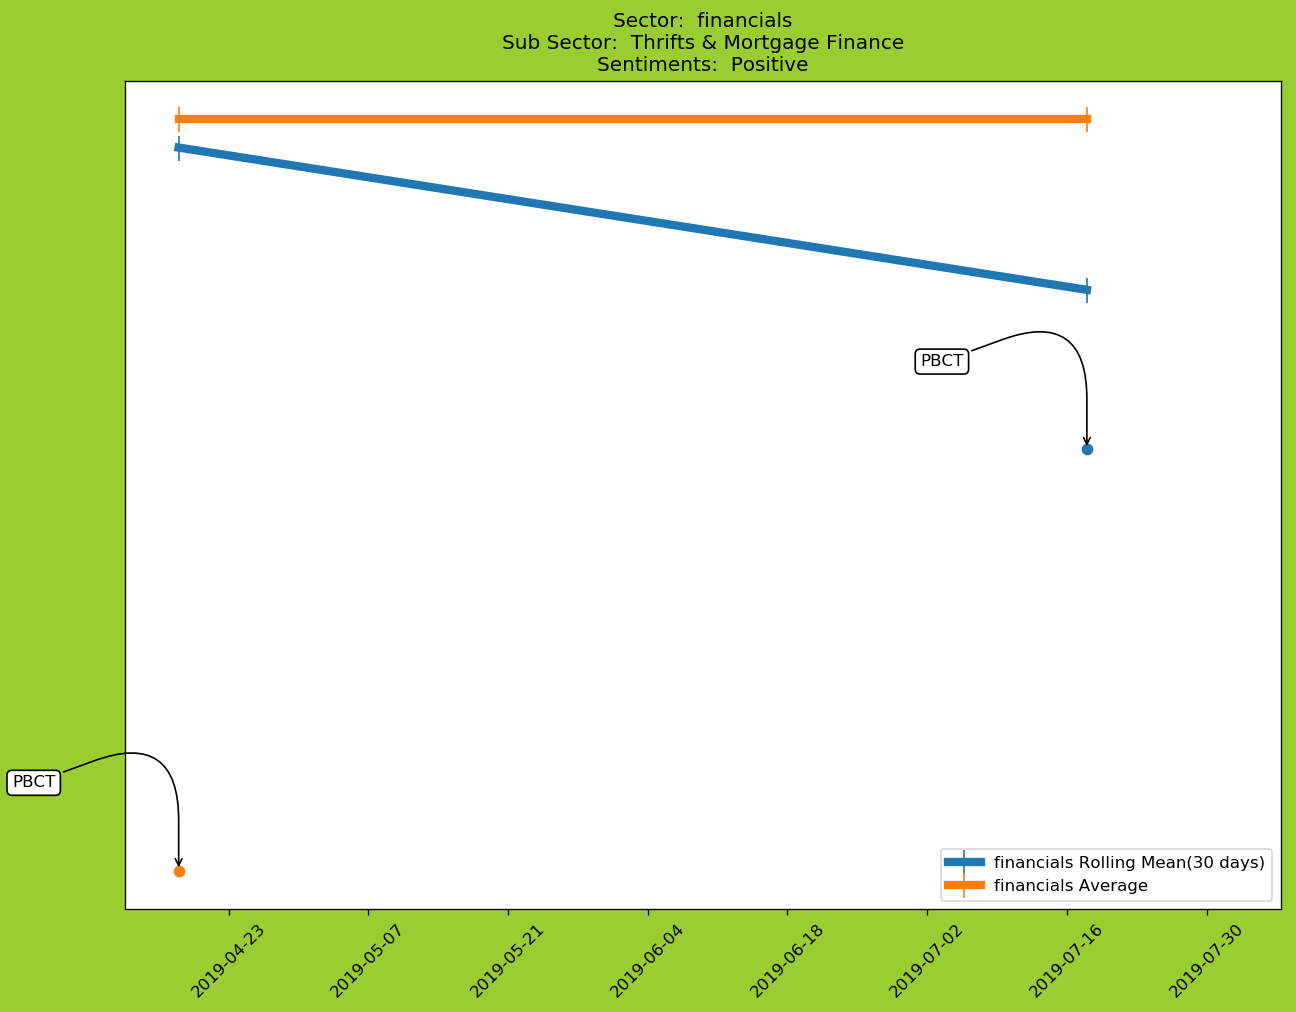 Sector:  financials
Sub Sector:  Thrifts & Mortgage Finance
Sentiments:  Positive
PBCT
PBCT
financials Rolling Mean(30 days)
financials Average
2019-04-23
2019-05-07
2019-05-21
2019-06-04
2019-06-18
2019-07-02
2019-07-16
2019-07-30